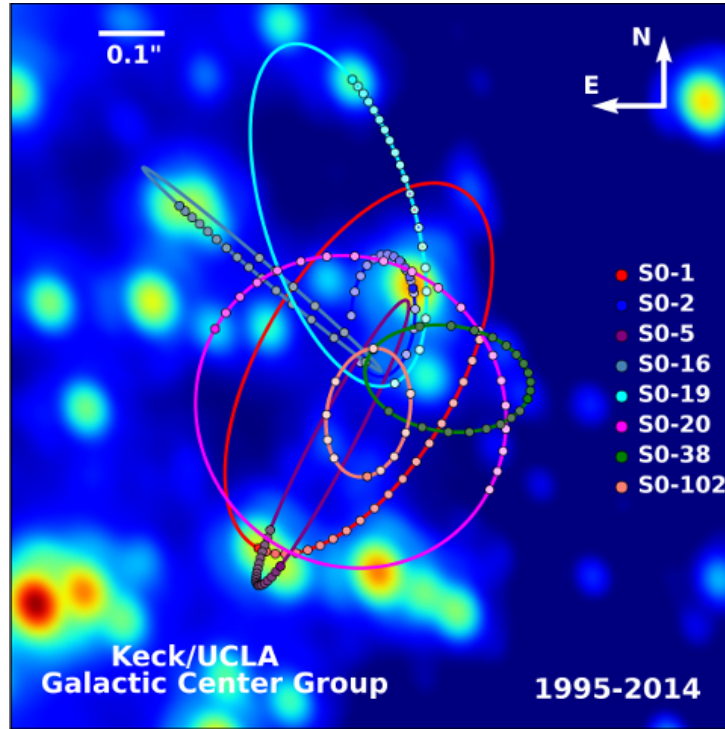 0.1"
N
E
S0-1
S0-2
S0-5
S0-16
S0-19
S0-20
S0-38
S0-102
Keck/UCLA
Galactic Center Group
1995-2014